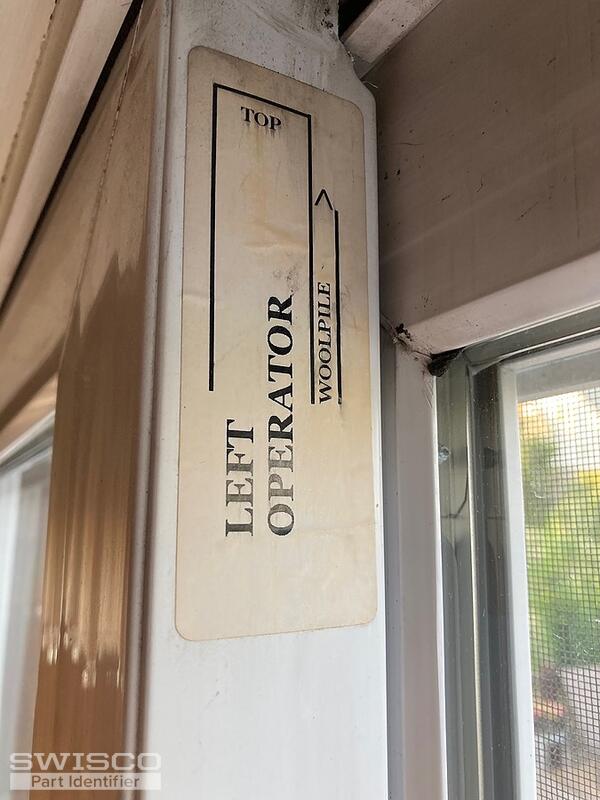 TOP
WOOLPILE
LEFT
OPERATOR
SWISCO
Part Identifier